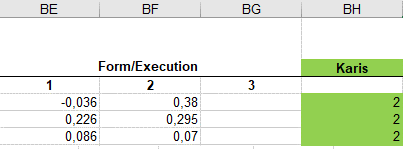 BE BF BG BH
Form/Execution Karis
1 2 3
-0,036 0,38 2
0,226 0,295 2
0,086 0,07 2